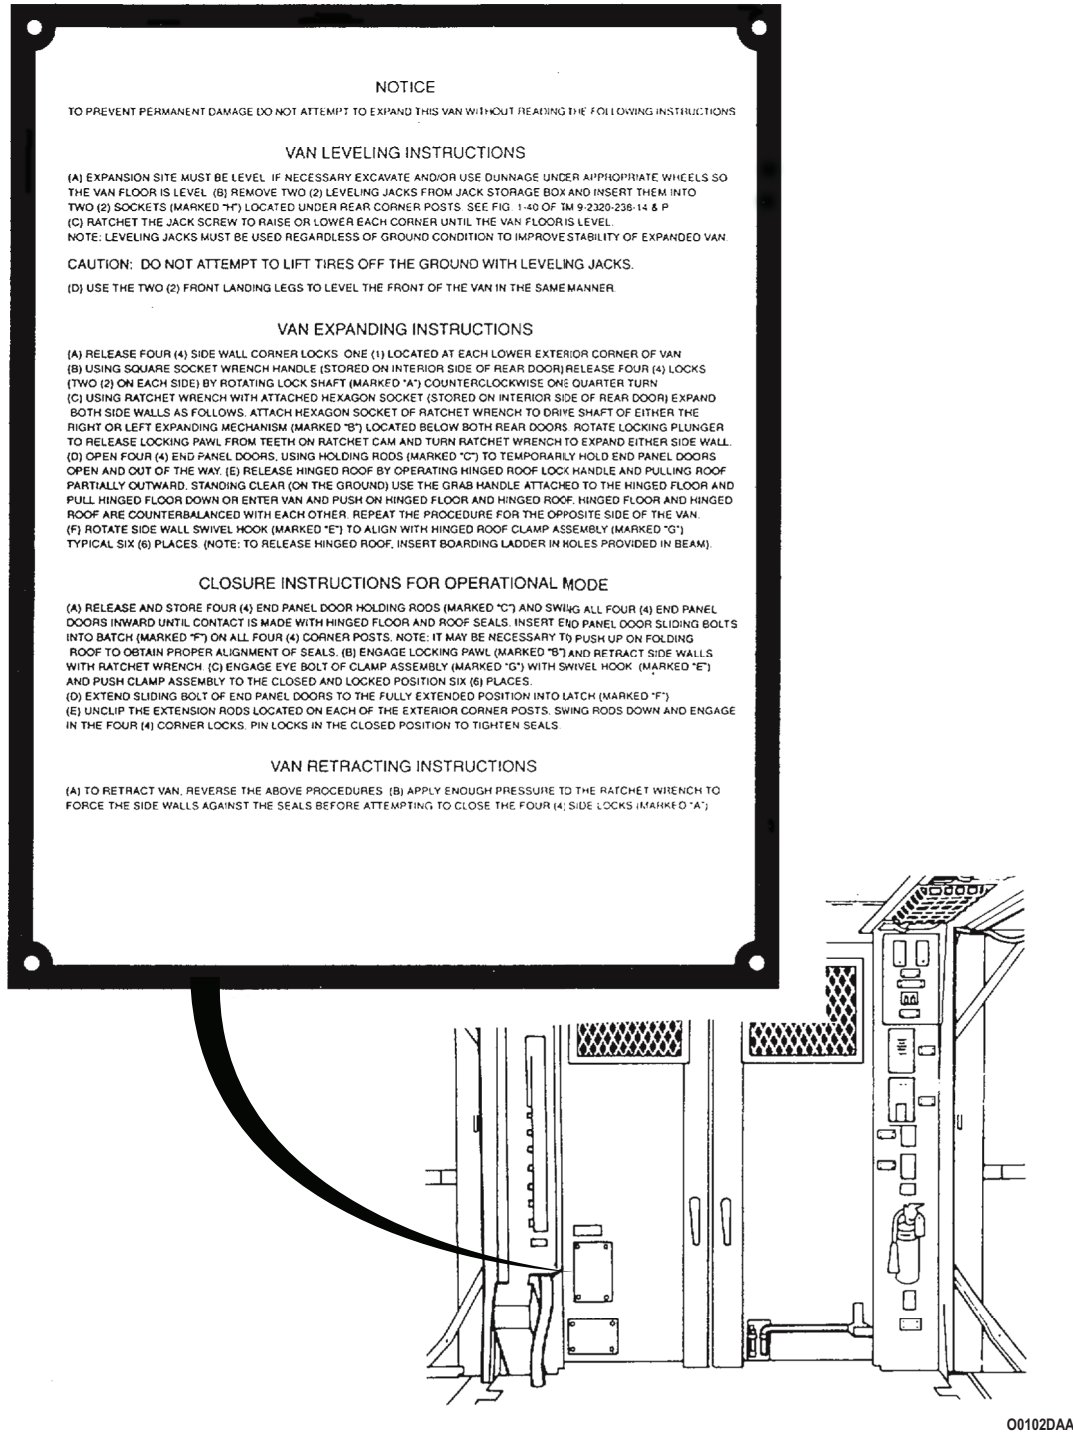 NOTICE
TO PREVENT PERMANENT DAMAGE DO NOT ATTEMPT TO EXPAND THIS VAN WITHOUT READING THE FOLLOWING INSTRUCTIONS
VAN LEVELING INSTRUCTIONS
(A) EXPANSION SITE MUST BE LEVEL IF NECESSARY EXCAVATE AND/OR USE DUNNAGE UNDER APPROPRIATE WHEELS SO
THE VAN FLOOR IS LEVEL (B) REMOVE TWO (2) LEVELING JACKS FROM JACK STORAGE BOX AND INSERT THEM INTO
TWO (2) SOCKETS (MARKED "H") LOCATED UNDER REAR CORNER POSTS. SEE FIG. 1-40 OF TM 9-2320-238-14 & P
(C) RATCHET THE JACK SCREW TO RAISE OR LOWER EACH CORNER UNTIL THE VAN FLOOR IS LEVEL.
NOTE: LEVELING JACKS MUST BE USED REGARDLESS OF GROUND CONDITION TO IMPROVE STABILITY OF EXPANDED VAN.
CAUTION: DO NOT ATTEMPT TO LIFT TIRES OFF THE GROUND WITH LEVELING JACKS.
(D) USE THE TWO (2) FRONT LANDING LEGS TO LEVEL THE FRONT OF THE VAN IN THE SAME MANNER.
VAN EXPANDING INSTRUCTIONS
(A) RELEASE FOUR (4) SIDE WALL CORNER LOCKS ONE (1) LOCATED AT EACH LOWER EXTERIOR CORNER OF VAN
(B) USING SQUARE SOCKET WRENCH HANDLE (STORED ON INTERIOR SIDE OF REAR DOOR) RELEASE FOUR (4) LOCKS
(TWO (2) ON EACH SIDE) BY ROTATING LOCK SHAFT (MARKED "A") COUNTERCLOCKWISE ONE QUARTER TURN
(C) USING RATCHET WRENCH WITH ATTACHED HEXAGON SOCKET (STORED ON INTERIOR SIDE OF REAR DOOR) EXPAND
BOTH SIDE WALLS AS FOLLOWS. ATTACH HEXAGON SOCKET OF RATCHET WRENCH TO DRIVE SHAFT OF EITHER THE
RIGHT OR LEFT EXPANDING MECHANISM (MARKED "B") LOCATED BELOW BOTH REAR DOORS. ROTATE LOCKING PLUNGER
TO RELEASE LOCKING PAWL FROM TEETH ON RATCHET CAM AND TURN RATCHET WRENCH TO EXPAND EITHER SIDE WALL.
(D) OPEN FOUR (4) END PANEL DOORS, USING HOLDING RODS (MARKED "C") TO TEMPORARILY HOLD END PANEL DOORS
OPEN AND OUT OF THE WAY. (E) RELEASE HINGED ROOF BY OPERATING HINGED ROOF LOCK HANDLE AND PULLING ROOF
PARTIALLY OUTWARD. STANDING CLEAR (ON THE GROUND) USE THE GRAB HANDLE ATTACHED TO THE HINGED FLOOR AND
PULL HINGED FLOOR DOWN OR ENTER VAN AND PUSH ON HINGED FLOOR AND HINGED ROOF. HINGED FLOOR AND HINGED
ROOF ARE COUNTERBALANCED WITH EACH OTHER. REPEAT THE PROCEDURE FOR THE OPPOSITE SIDE OF THE VAN.
(F) ROTATE SIDE WALL SWIVEL HOOK (MARKED "E") TO ALIGN WITH HINGED ROOF CLAMP ASSEMBLY (MARKED "G")
TYPICAL SIX (6) PLACES. (NOTE: TO RELEASE HINGED ROOF, INSERT BOARDING LADDER IN HOLES PROVIDED IN BEAM).
CLOSURE INSTRUCTIONS FOR OPERATIONAL MODE
(A) RELEASE AND STORE FOUR (4) END PANEL DOOR HOLDING RODS (MARKED "C") AND SWING ALL FOUR (4) END PANEL
DOORS INWARD UNTIL CONTACT IS MADE WITH HINGED FLOOR AND ROOF SEALS. INSERT END PANEL DOOR SLIDING BOLTS
INTO BATCH (MARKED "F") ON ALL FOUR (4) CORNER POSTS. NOTE: IT MAY BE NECESSARY TO PUSH UP ON FOLDING
ROOF TO OBTAIN PROPER ALIGNMENT OF SEALS. (B) ENGAGE LOCKING PAWL (MARKED "B") AND RETRACT SIDE WALLS
WITH RATCHET WRENCH. (C) ENGAGE EYE BOLT OF CLAMP ASSEMBLY (MARKED "G") WITH SWIVEL HOOK (MARKED "E")
AND PUSH CLAMP ASSEMBLY TO THE CLOSED AND LOCKED POSITION SIX (6) PLACES.
(D) EXTEND SLIDING BOLT OF END PANEL DOORS TO THE FULLY EXTENDED POSITION INTO LATCH (MARKED "F")
(E) UNCLIP THE EXTENSION RODS LOCATED ON EACH OF THE EXTERIOR CORNER POSTS. SWING RODS DOWN AND ENGAGE
IN THE FOUR (4) CORNER LOCKS. PIN LOCKS IN THE CLOSED POSITION TO TIGHTEN SEALS.
VAN RETRACTING INSTRUCTIONS
(A) TO RETRACT VAN, REVERSE THE ABOVE PROCEDURES (B) APPLY ENOUGH PRESSURE TO THE RATCHET WRENCH TO
FORCE THE SIDE WALLS AGAINST THE SEALS BEFORE ATTEMPTING TO CLOSE THE FOUR (4) SIDE LOCKS (MARKED "A")
O0102DAA